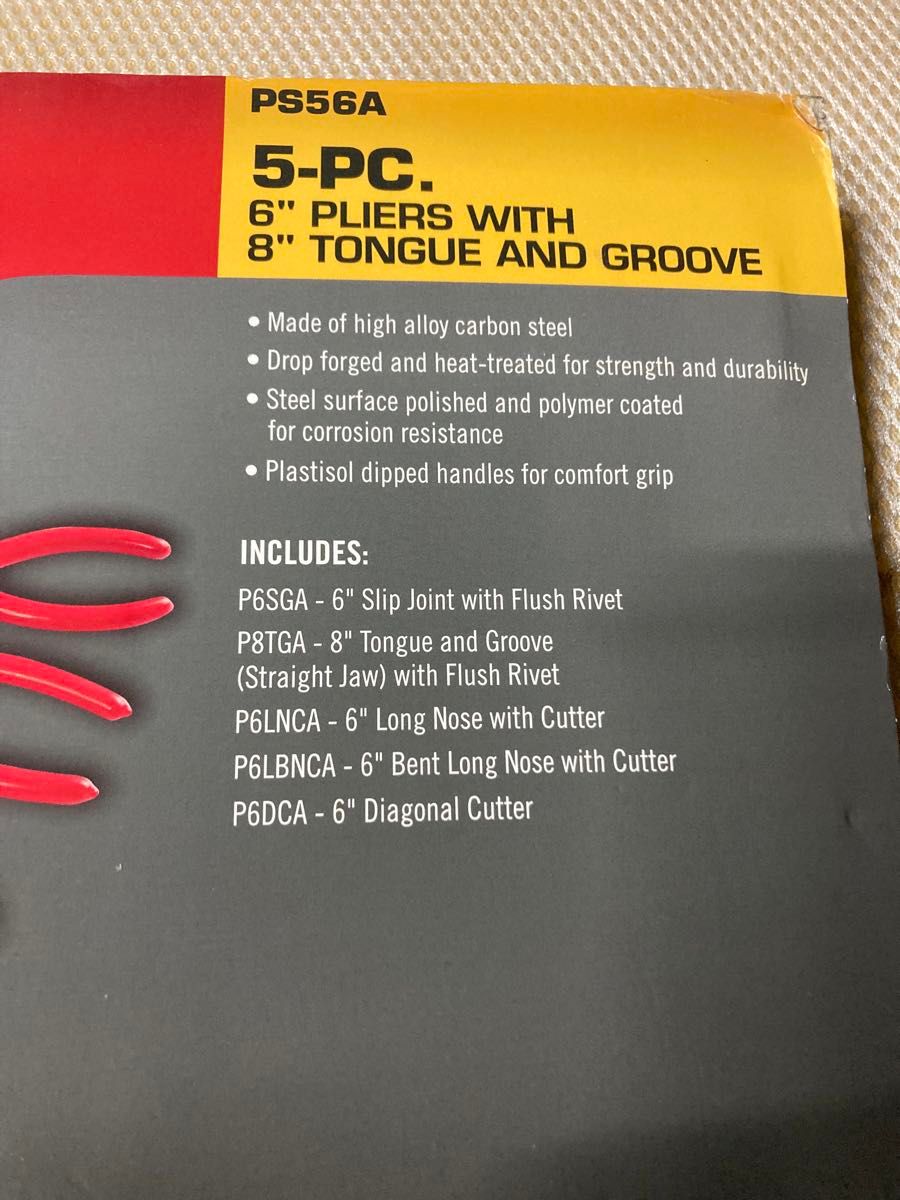 PS56A
5-PC.
6" PLIERS WITH
8" TONGUE AND GROOVE
• Made of high alloy carbon steel
• Drop forged and heat-treated for strength and durability
• Steel surface polished and polymer coated
for corrosion resistance
• Plastisol dipped handles for comfort grip
INCLUDES:
P6SGA - 6" Slip Joint with Flush Rivet
P8TGA - 8" Tongue and Groove
(Straight Jaw) with Flush Rivet
P6LNCA - 6" Long Nose with Cutter
P6LBNCA - 6" Bent Long Nose with Cutter
P6DCA - 6" Diagonal Cutter